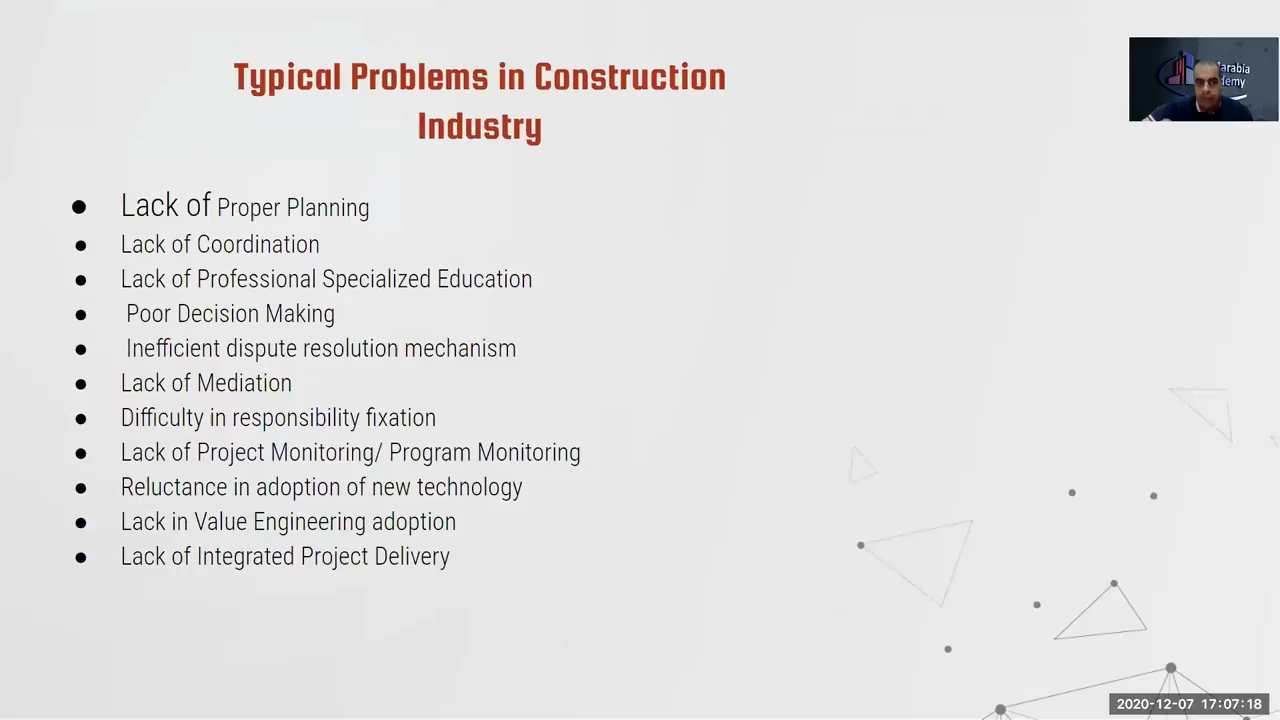 Typical Problems in Construction
Industry
● Lack of Proper Planning
● Lack of Coordination
● Lack of Professional Specialized Education
● Poor Decision Making
● Inefficient dispute resolution mechanism
● Lack of Mediation
● Difficulty in responsibility fixation
● Lack of Project Monitoring/ Program Monitoring
● Reluctance in adoption of new technology
● Lack in Value Engineering adoption
● Lack of Integrated Project Delivery
2020-12-07 17:07:18